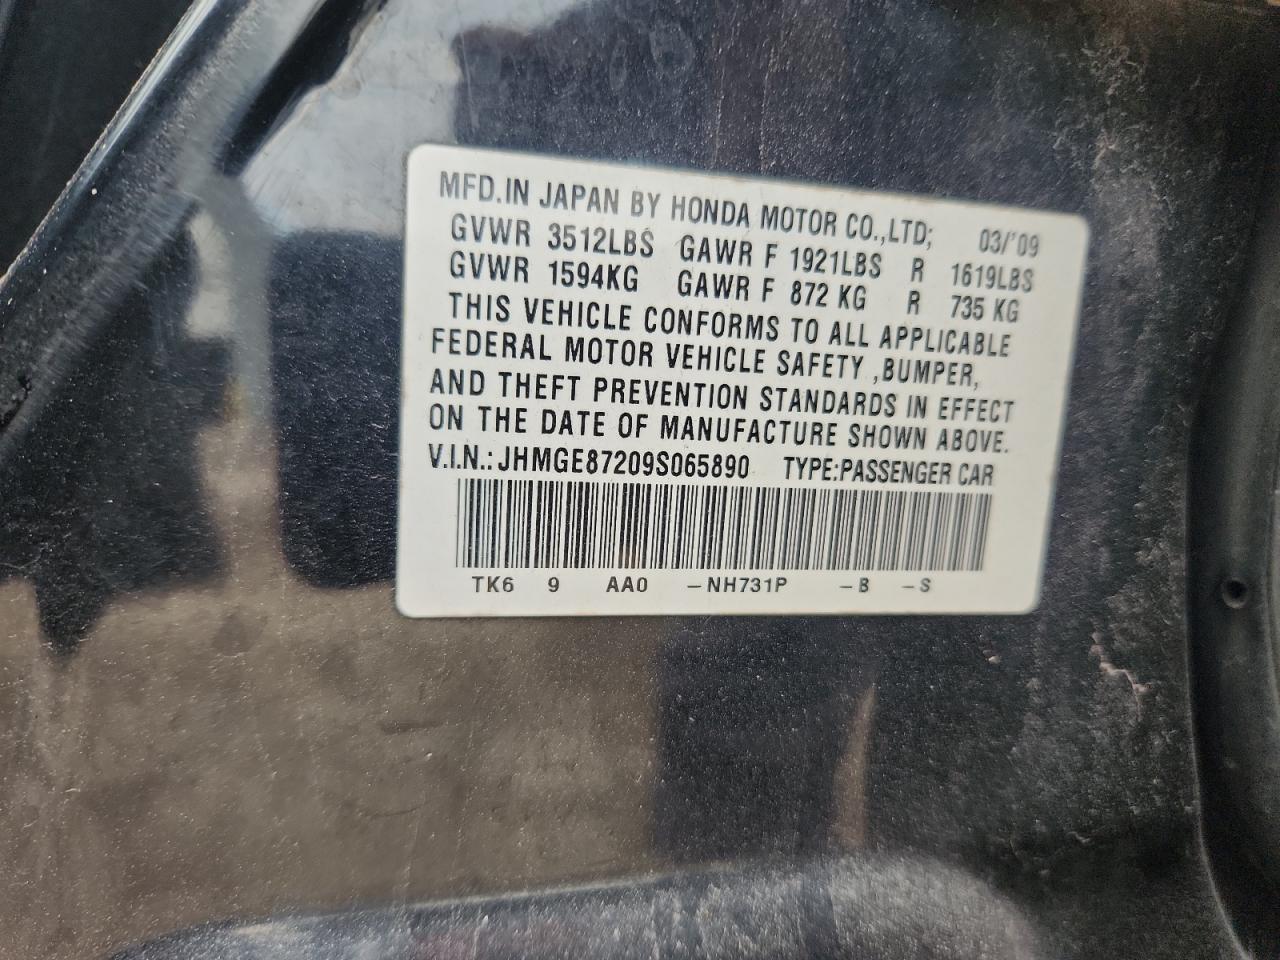 MFD.IN JAPAN BY HONDA MOTOR CO.,LTD; 03/'09
GVWR 3512LBS GAWR F 1921LBS R 1619LBS
GVWR 1594KG GAWR F 872 KG R 735 KG
THIS VEHICLE CONFORMS TO ALL APPLICABLE
FEDERAL MOTOR VEHICLE SAFETY ,BUMPER,
AND THEFT PREVENTION STANDARDS IN EFFECT
ON THE DATE OF MANUFACTURE SHOWN ABOVE.
V.I.N.: JHMGE87209S065890 TYPE:PASSENGER CAR
TK6 9 AA0 -NH731P -B -S